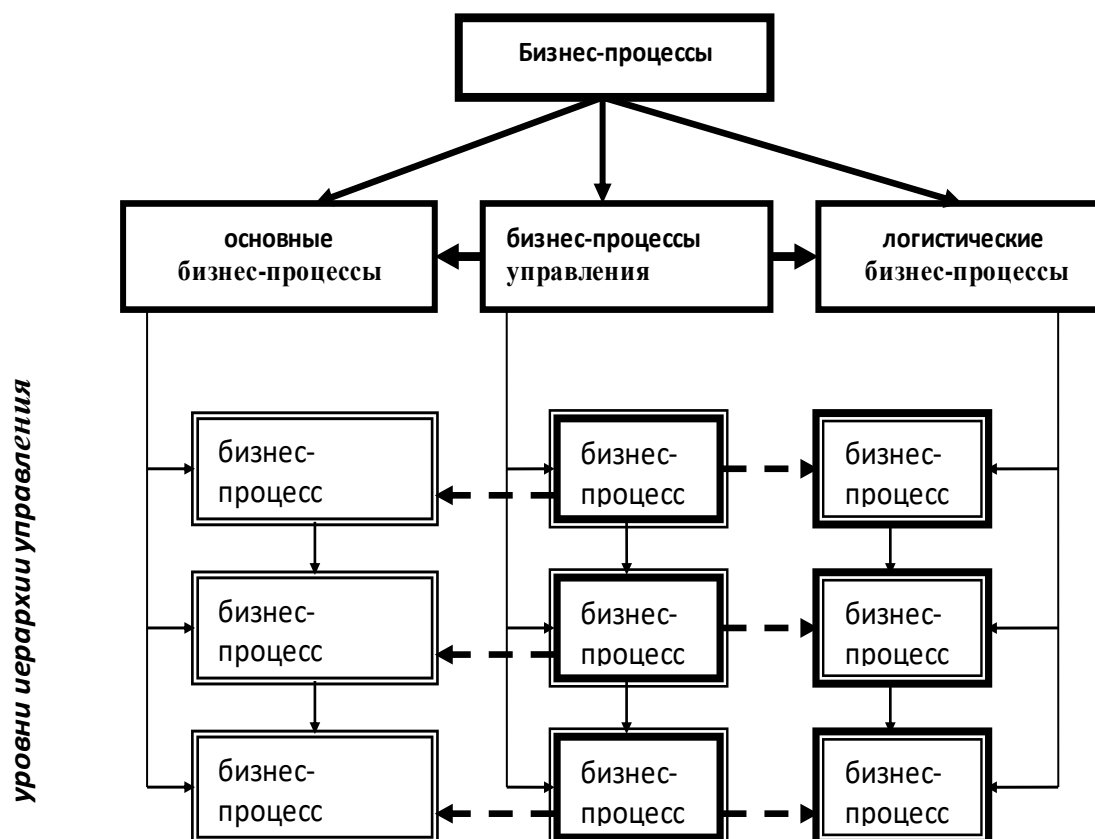 Бизнес-процессы
основные
бизнес-процессы
бизнес-процессы
управления
логистические
бизнес-процессы
уровни иерархии управления
бизнес-
процесс
бизнес-
процесс
бизнес-
процесс
бизнес-
процесс
бизнес-
процесс
бизнес-
процесс
бизнес-
процесс
бизнес-
процесс
бизнес-
процесс